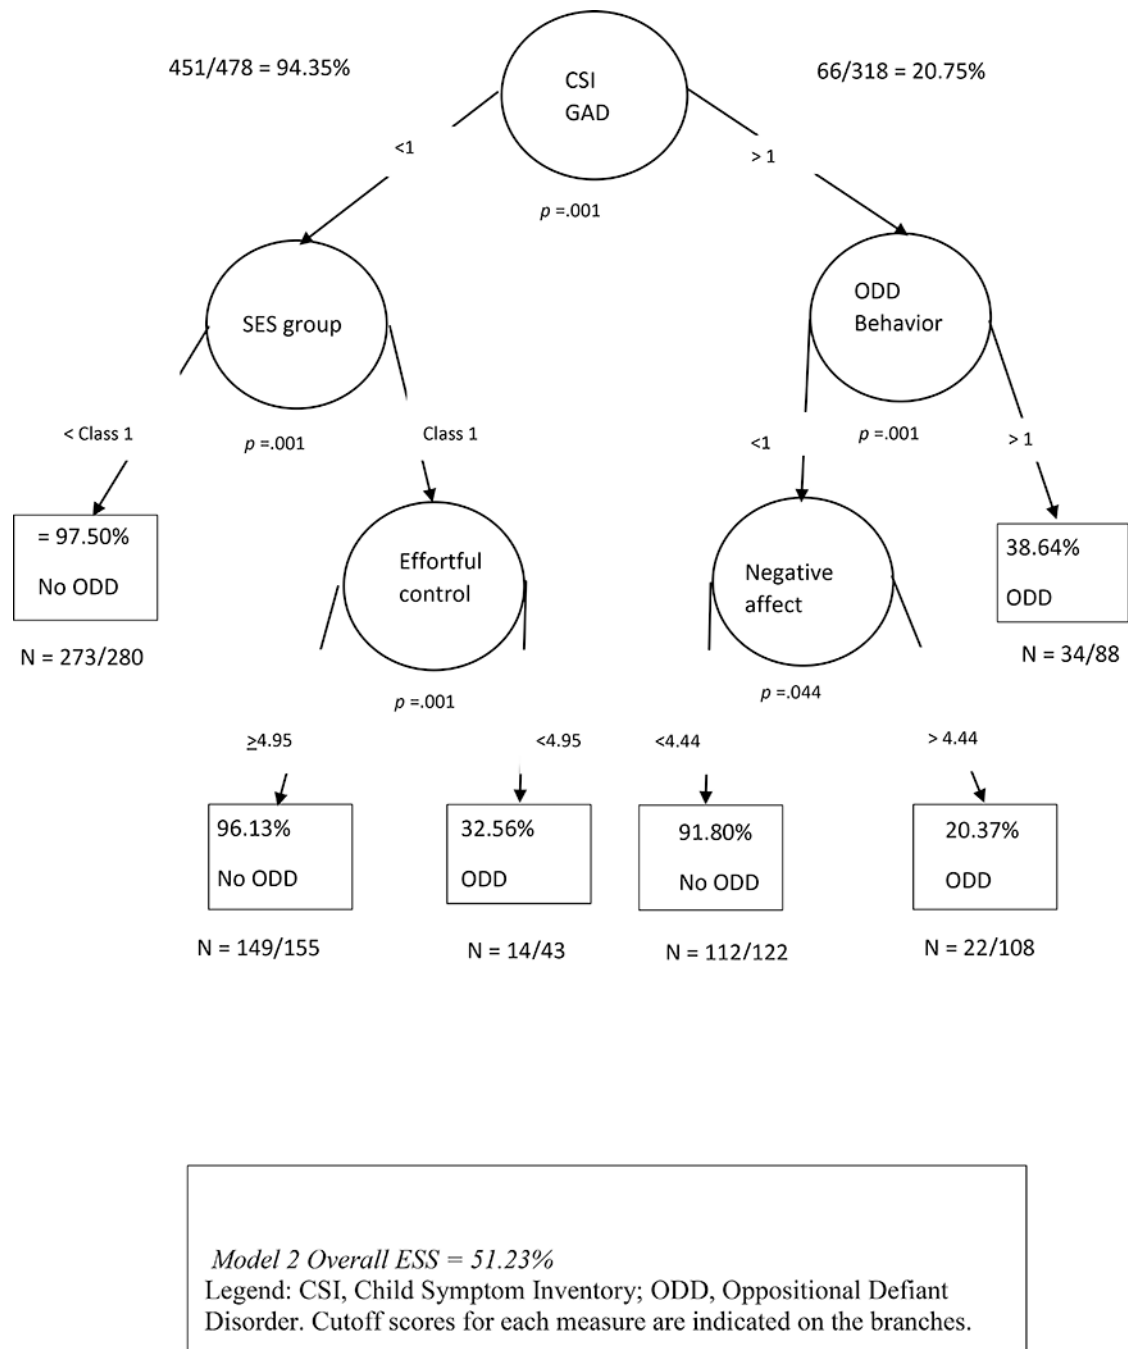 451/478 = 94.35%
66/318 = 20.75%
CSI
GAD
<1
> 1
p =.001
SES group
ODD
Behavior
< Class 1
p =.001
Class 1
<1
p =.001
> 1
= 97.50%
No ODD
N = 273/280
Effortful
control
p =.001
Negative
affect
p =.044
38.64%
ODD
N = 34/88
≥4.95
<4.95
<4.44
> 4.44
96.13%
No ODD
32.56%
ODD
91.80%
No ODD
20.37%
ODD
N = 149/155
N = 14/43
N = 112/122
N = 22/108
Model 2 Overall ESS = 51.23%
Legend: CSI, Child Symptom Inventory; ODD, Oppositional Defiant
Disorder. Cutoff scores for each measure are indicated on the branches.